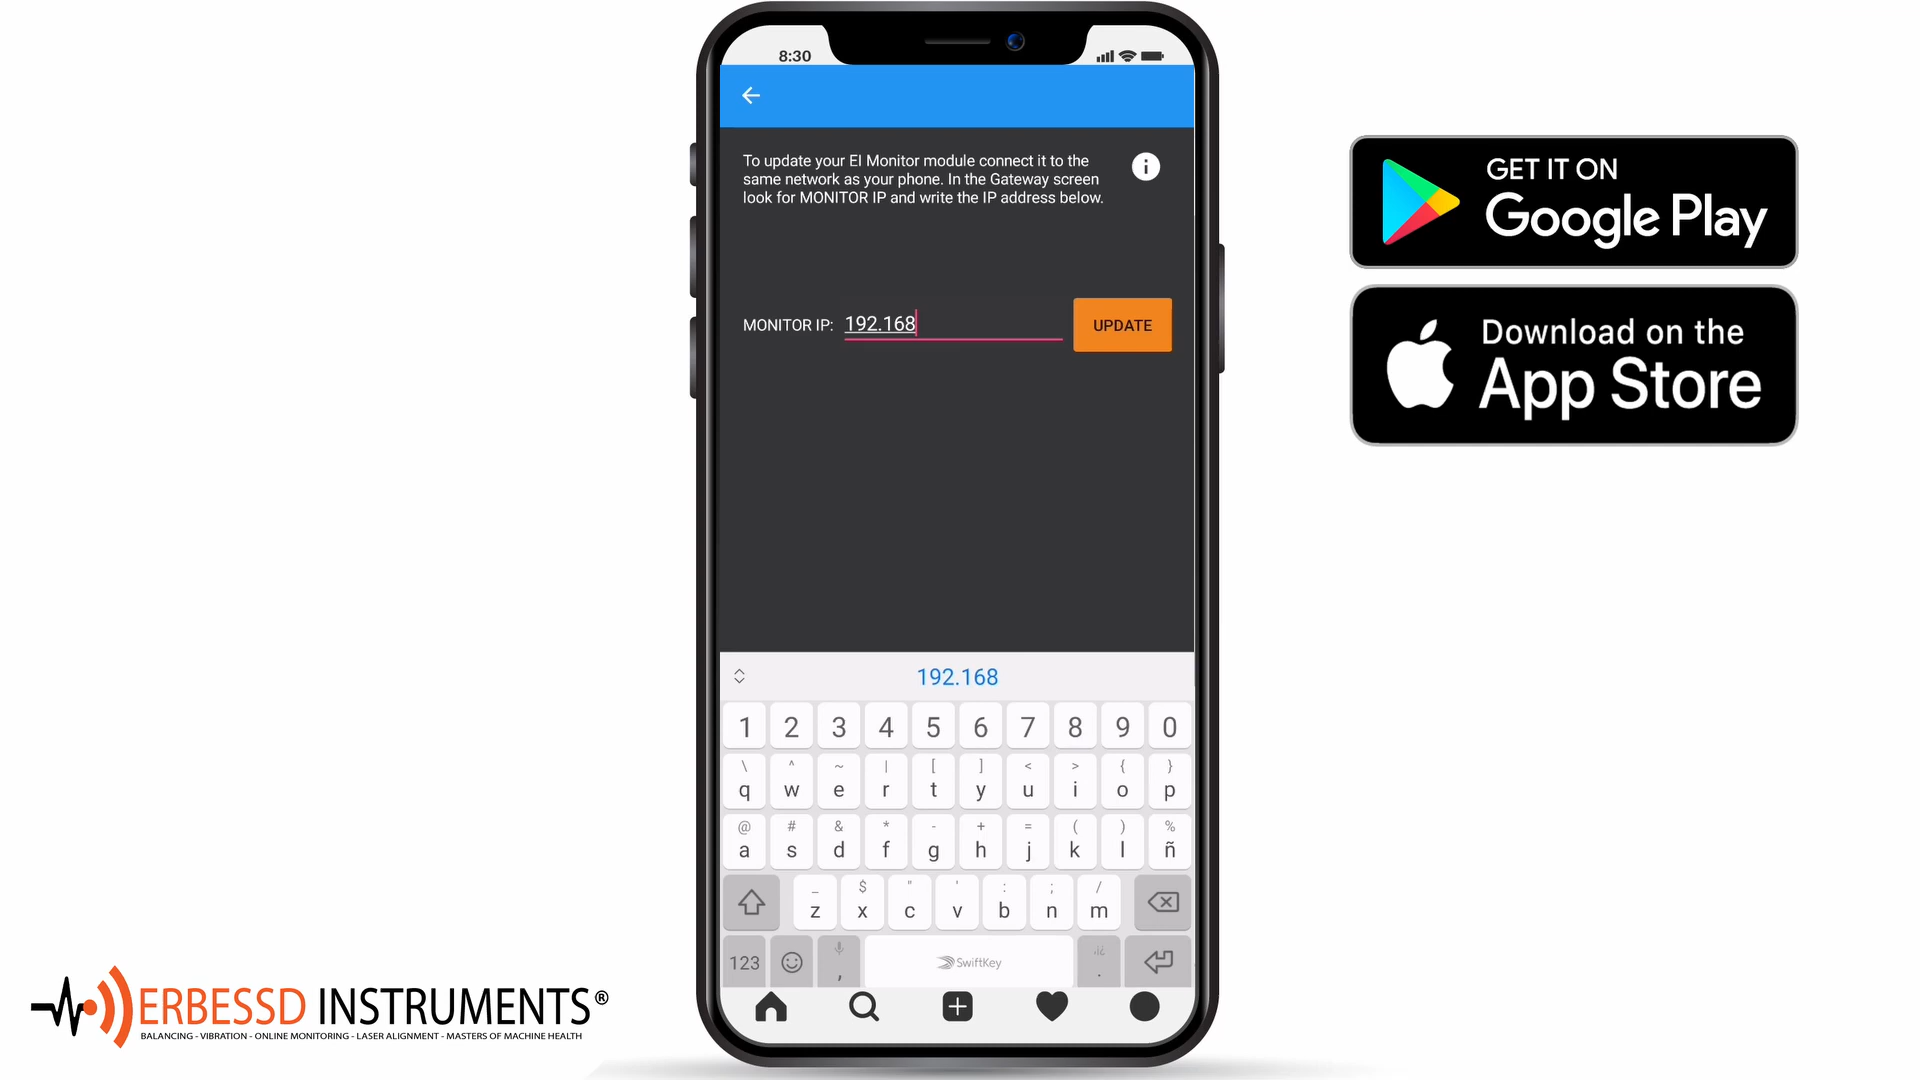 8:30
To update your EI Monitor module connect it to the
same network as your phone. In the Gateway screen
look for MONITOR IP and write the IP address below.
i
MONITOR IP: 192.168
UPDATE
192.168
1 2 3 4 5 6 7 8 9 0
\ ^ ~ | [ ] < > { }
q w e r t y u i o p
@ # & * - + = ( ) %
a s d f g h j k l ñ
_ $ " ' : ; /
z x c v b n m
123 , SwiftKey .
GET IT ON
Google Play
Download on the
App Store
ERBESSD INSTRUMENTS®
BALANCING - VIBRATION - ONLINE MONITORING - LASER ALIGNMENT - MASTERS OF MACHINE HEALTH